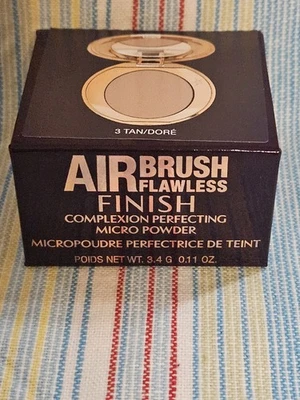 3 TAN/DORÉ
AIRBRUSH
FLAWLESS
FINISH
COMPLEXION PERFECTING
MICRO POWDER
MICROPOUDRE PERFECTRICE DE TEINT
POIDS NET WT. 3.4 G 0.11 OZ.